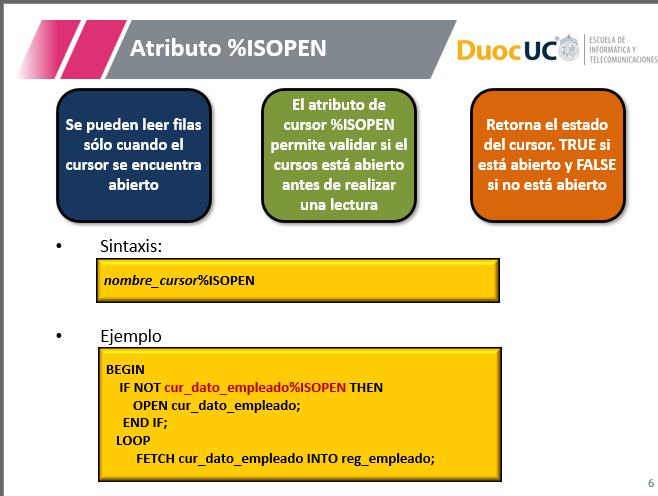 Atributo %ISOPEN
DuocUC
ESCUELA DE
INFORMÁTICA Y
TELECOMUNICACIONES
Se pueden leer filas
sólo cuando el
cursor se encuentra
abierto
El atributo de
cursor %ISOPEN
permite validar si el
cursos está abierto
antes de realizar
una lectura
Retorna el estado
del cursor. TRUE si
está abierto y FALSE
si no está abierto
• Sintaxis:
nombre_cursor%ISOPEN
• Ejemplo
BEGIN
IF NOT cur_dato_empleado%ISOPEN THEN
OPEN cur_dato_empleado;
END IF;
LOOP
FETCH cur_dato_empleado INTO reg_empleado;
6